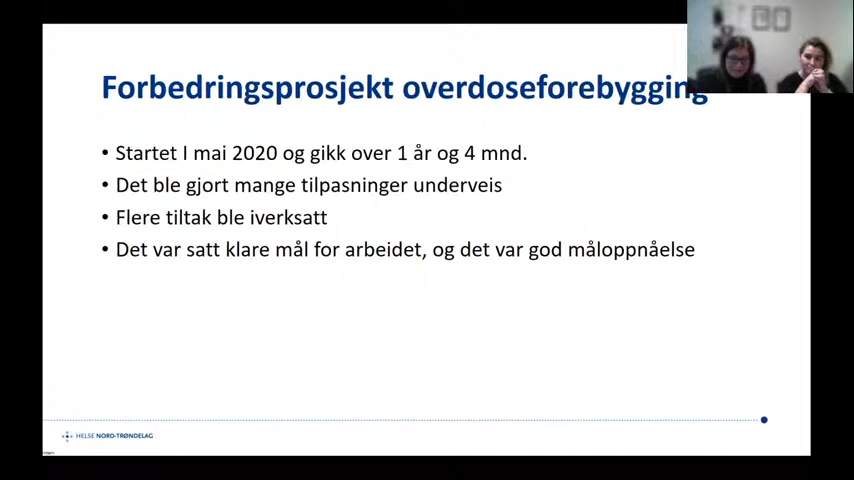 Forbedringsprosjekt overdoseforebygging
• Startet I mai 2020 og gikk over 1 år og 4 mnd.
• Det ble gjort mange tilpasninger underveis
• Flere tiltak ble iverksatt
• Det var satt klare mål for arbeidet, og det var god måloppnåelse
HELSE NORD-TRØNDELAG